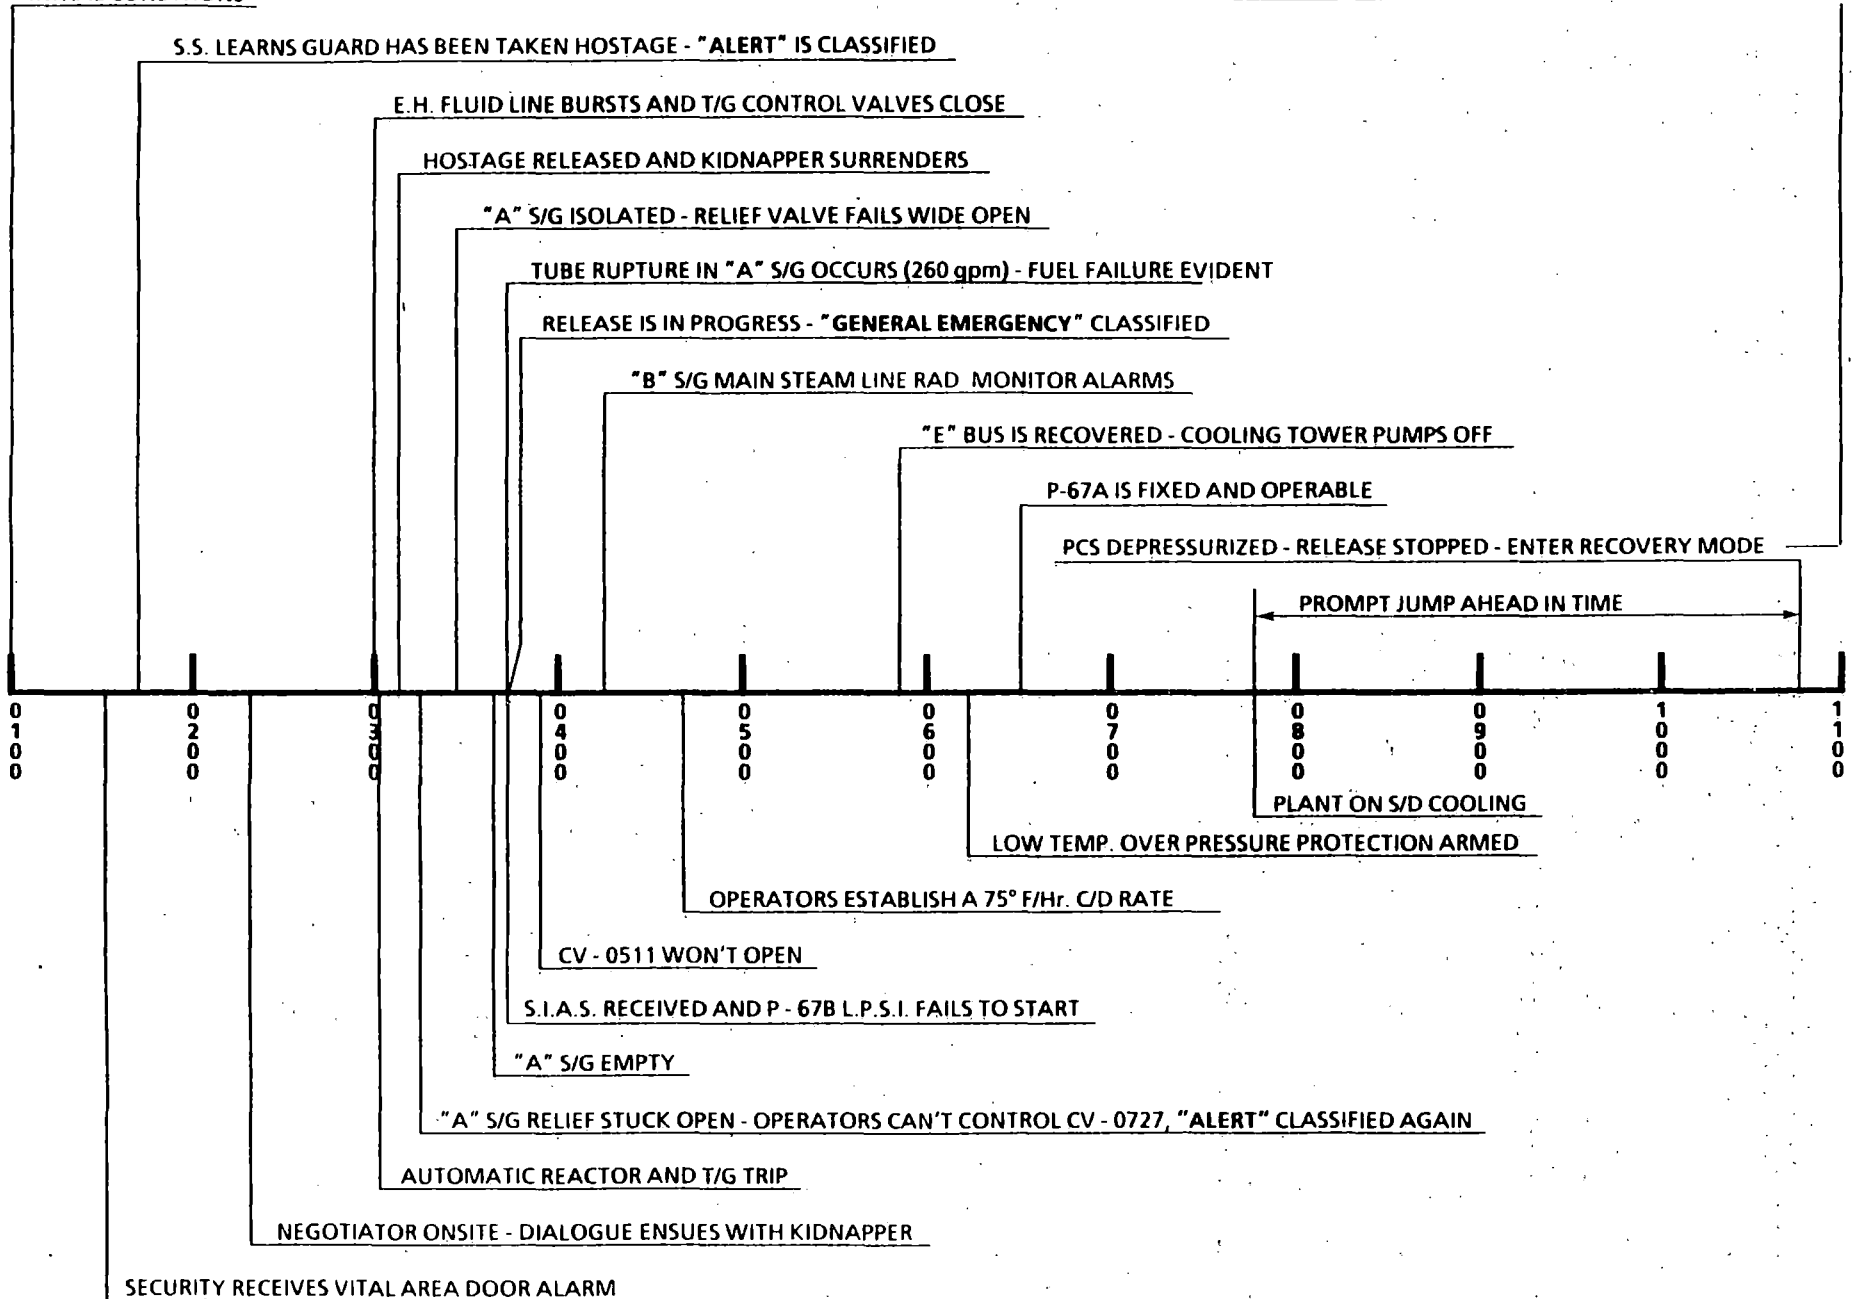 S.S. LEARNS GUARD HAS BEEN TAKEN HOSTAGE - "ALERT" IS CLASSIFIED
E.H. FLUID LINE BURSTS AND T/G CONTROL VALVES CLOSE
HOSTAGE RELEASED AND KIDNAPPER SURRENDERS
"A" S/G ISOLATED - RELIEF VALVE FAILS WIDE OPEN
TUBE RUPTURE IN "A" S/G OCCURS (260 gpm) - FUEL FAILURE EVIDENT
RELEASE IS IN PROGRESS - "GENERAL EMERGENCY" CLASSIFIED
"B" S/G MAIN STEAM LINE RAD MONITOR ALARMS
"E" BUS IS RECOVERED - COOLING TOWER PUMPS OFF
P-67A IS FIXED AND OPERABLE
PCS DEPRESSURIZED - RELEASE STOPPED - ENTER RECOVERY MODE
PROMPT JUMP AHEAD IN TIME
0100
0200
0300
0400
0500
0600
0700
0800
0900
1000
1100
PLANT ON S/D COOLING
LOW TEMP. OVER PRESSURE PROTECTION ARMED
OPERATORS ESTABLISH A 75° F/Hr. C/D RATE
CV - 0511 WON'T OPEN
S.I.A.S. RECEIVED AND P - 67B L.P.S.I. FAILS TO START
"A" S/G EMPTY
"A" S/G RELIEF STUCK OPEN - OPERATORS CAN'T CONTROL CV - 0727, "ALERT" CLASSIFIED AGAIN
AUTOMATIC REACTOR AND T/G TRIP
NEGOTIATOR ONSITE - DIALOGUE ENSUES WITH KIDNAPPER
SECURITY RECEIVES VITAL AREA DOOR ALARM